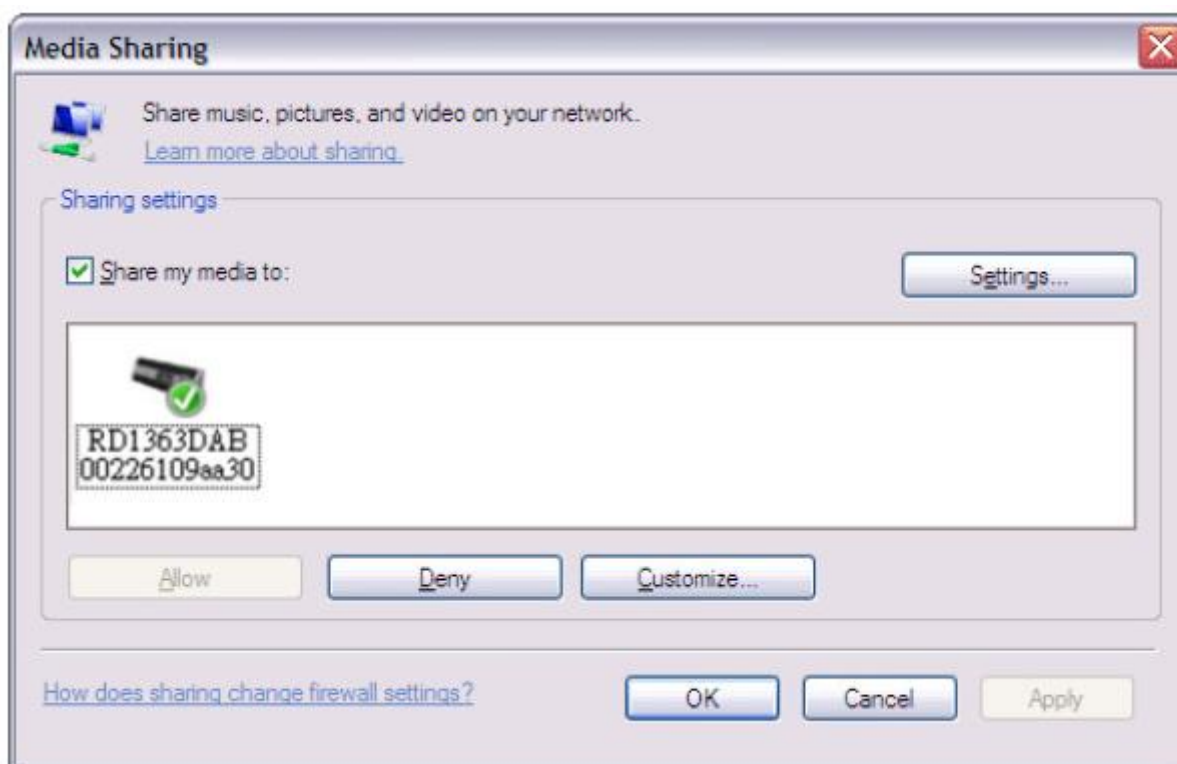 Media Sharing
Share music, pictures, and video on your network.
Learn more about sharing.
Sharing settings
Share my media to:
Settings...
RD1363DAB
00226109aa30
Allow
Deny
Customize...
How does sharing change firewall settings?
OK
Cancel
Apply